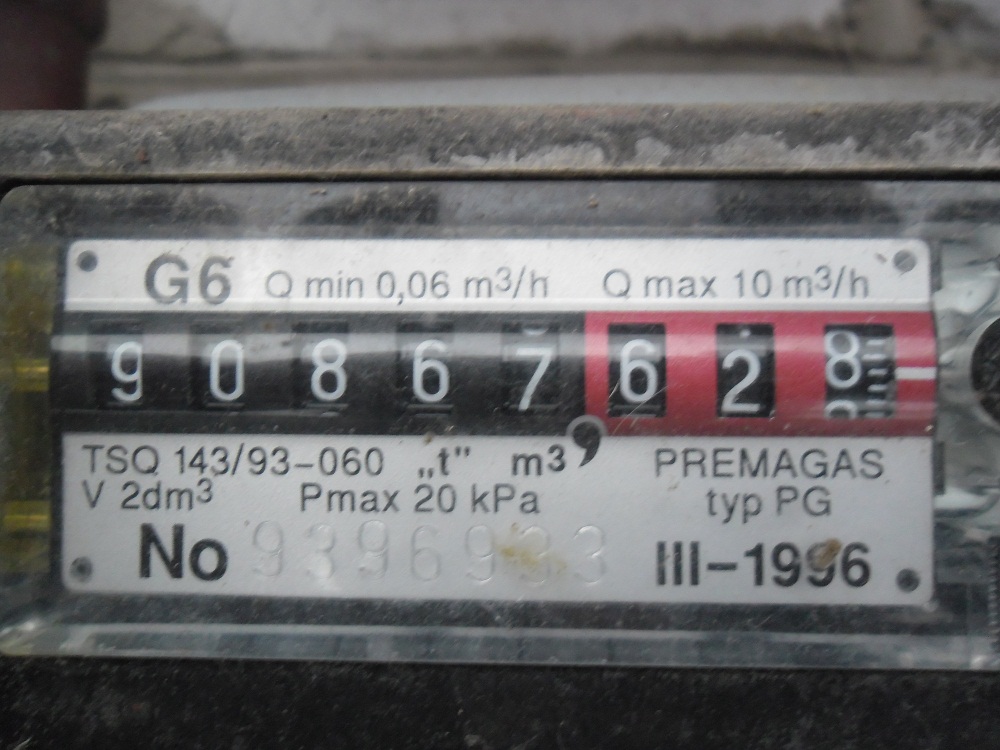 G6 Q min 0,06 m3/h Q max 10 m3/h
90867628
TSQ 143/93-060 „t" m3, PREMAGAS
V 2dm3 Pmax 20 kPa typ PG
No 9396933 III-1996